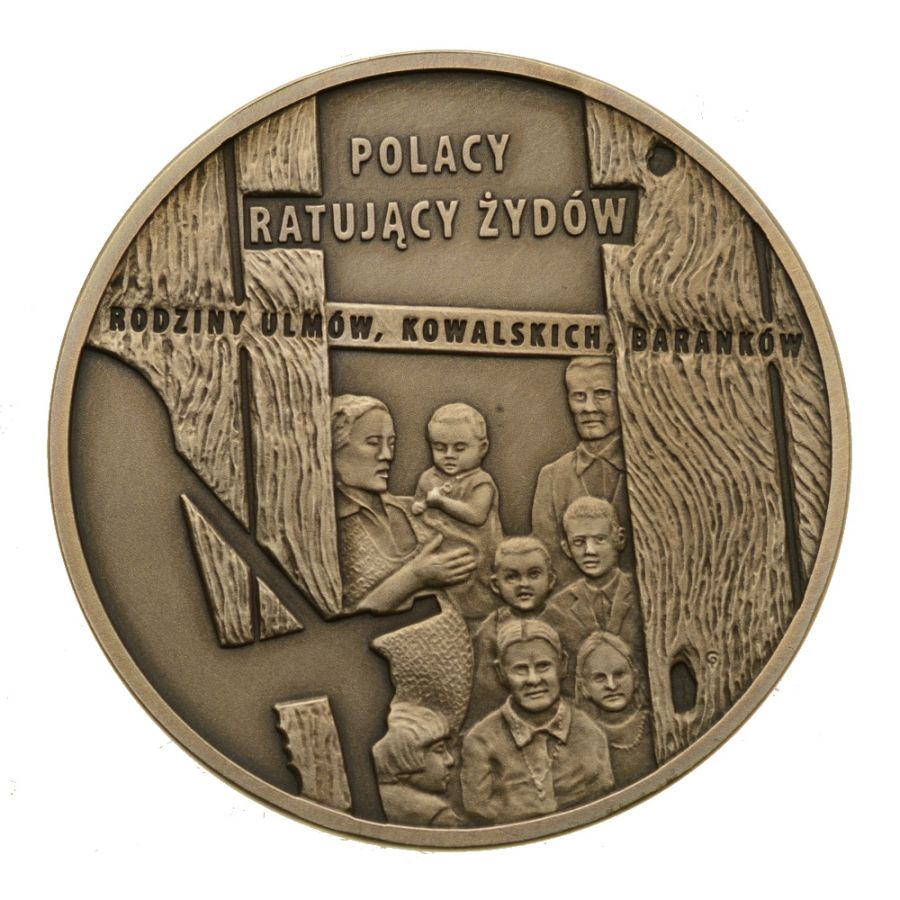 POLACY
RATUJĄCY ŻYDÓW
RODZINY ULMÓW, KOWALSKICH, BARANKÓW